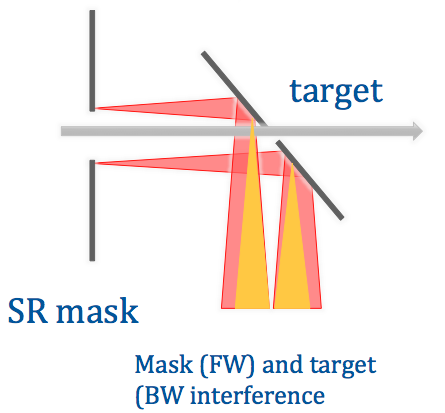 target
SR mask
Mask (FW) and target
(BW interference